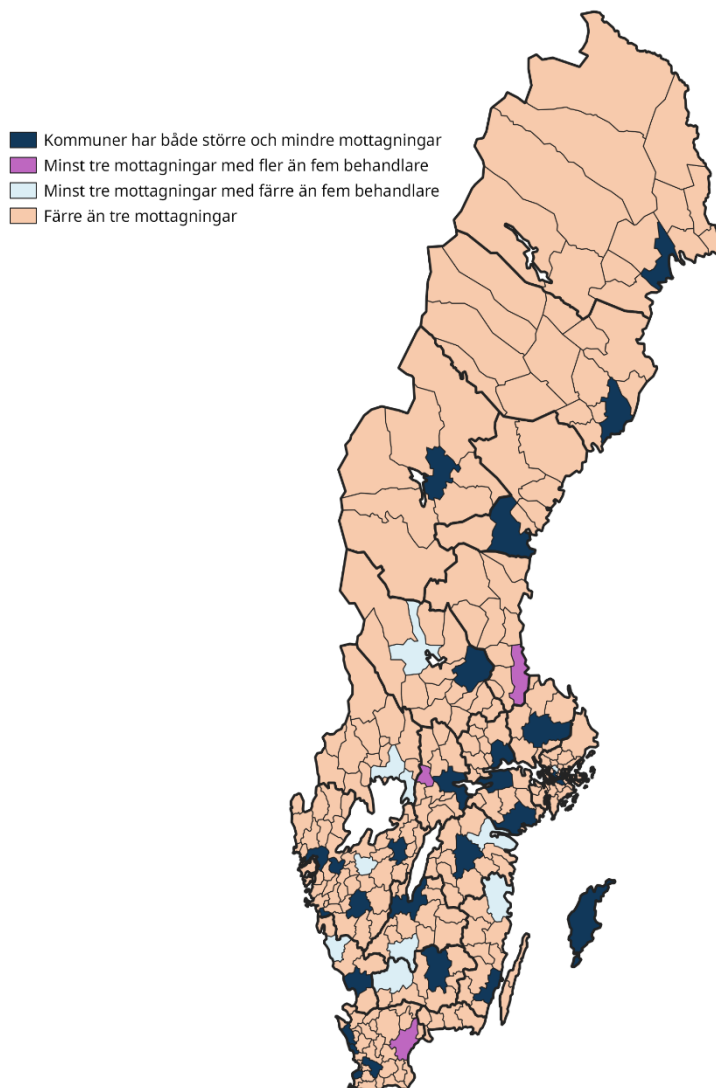 Kommuner har både större och mindre mottagningar
Minst tre mottagningar med fler än fem behandlare
Minst tre mottagningar med färre än fem behandlare
Färre än tre mottagningar